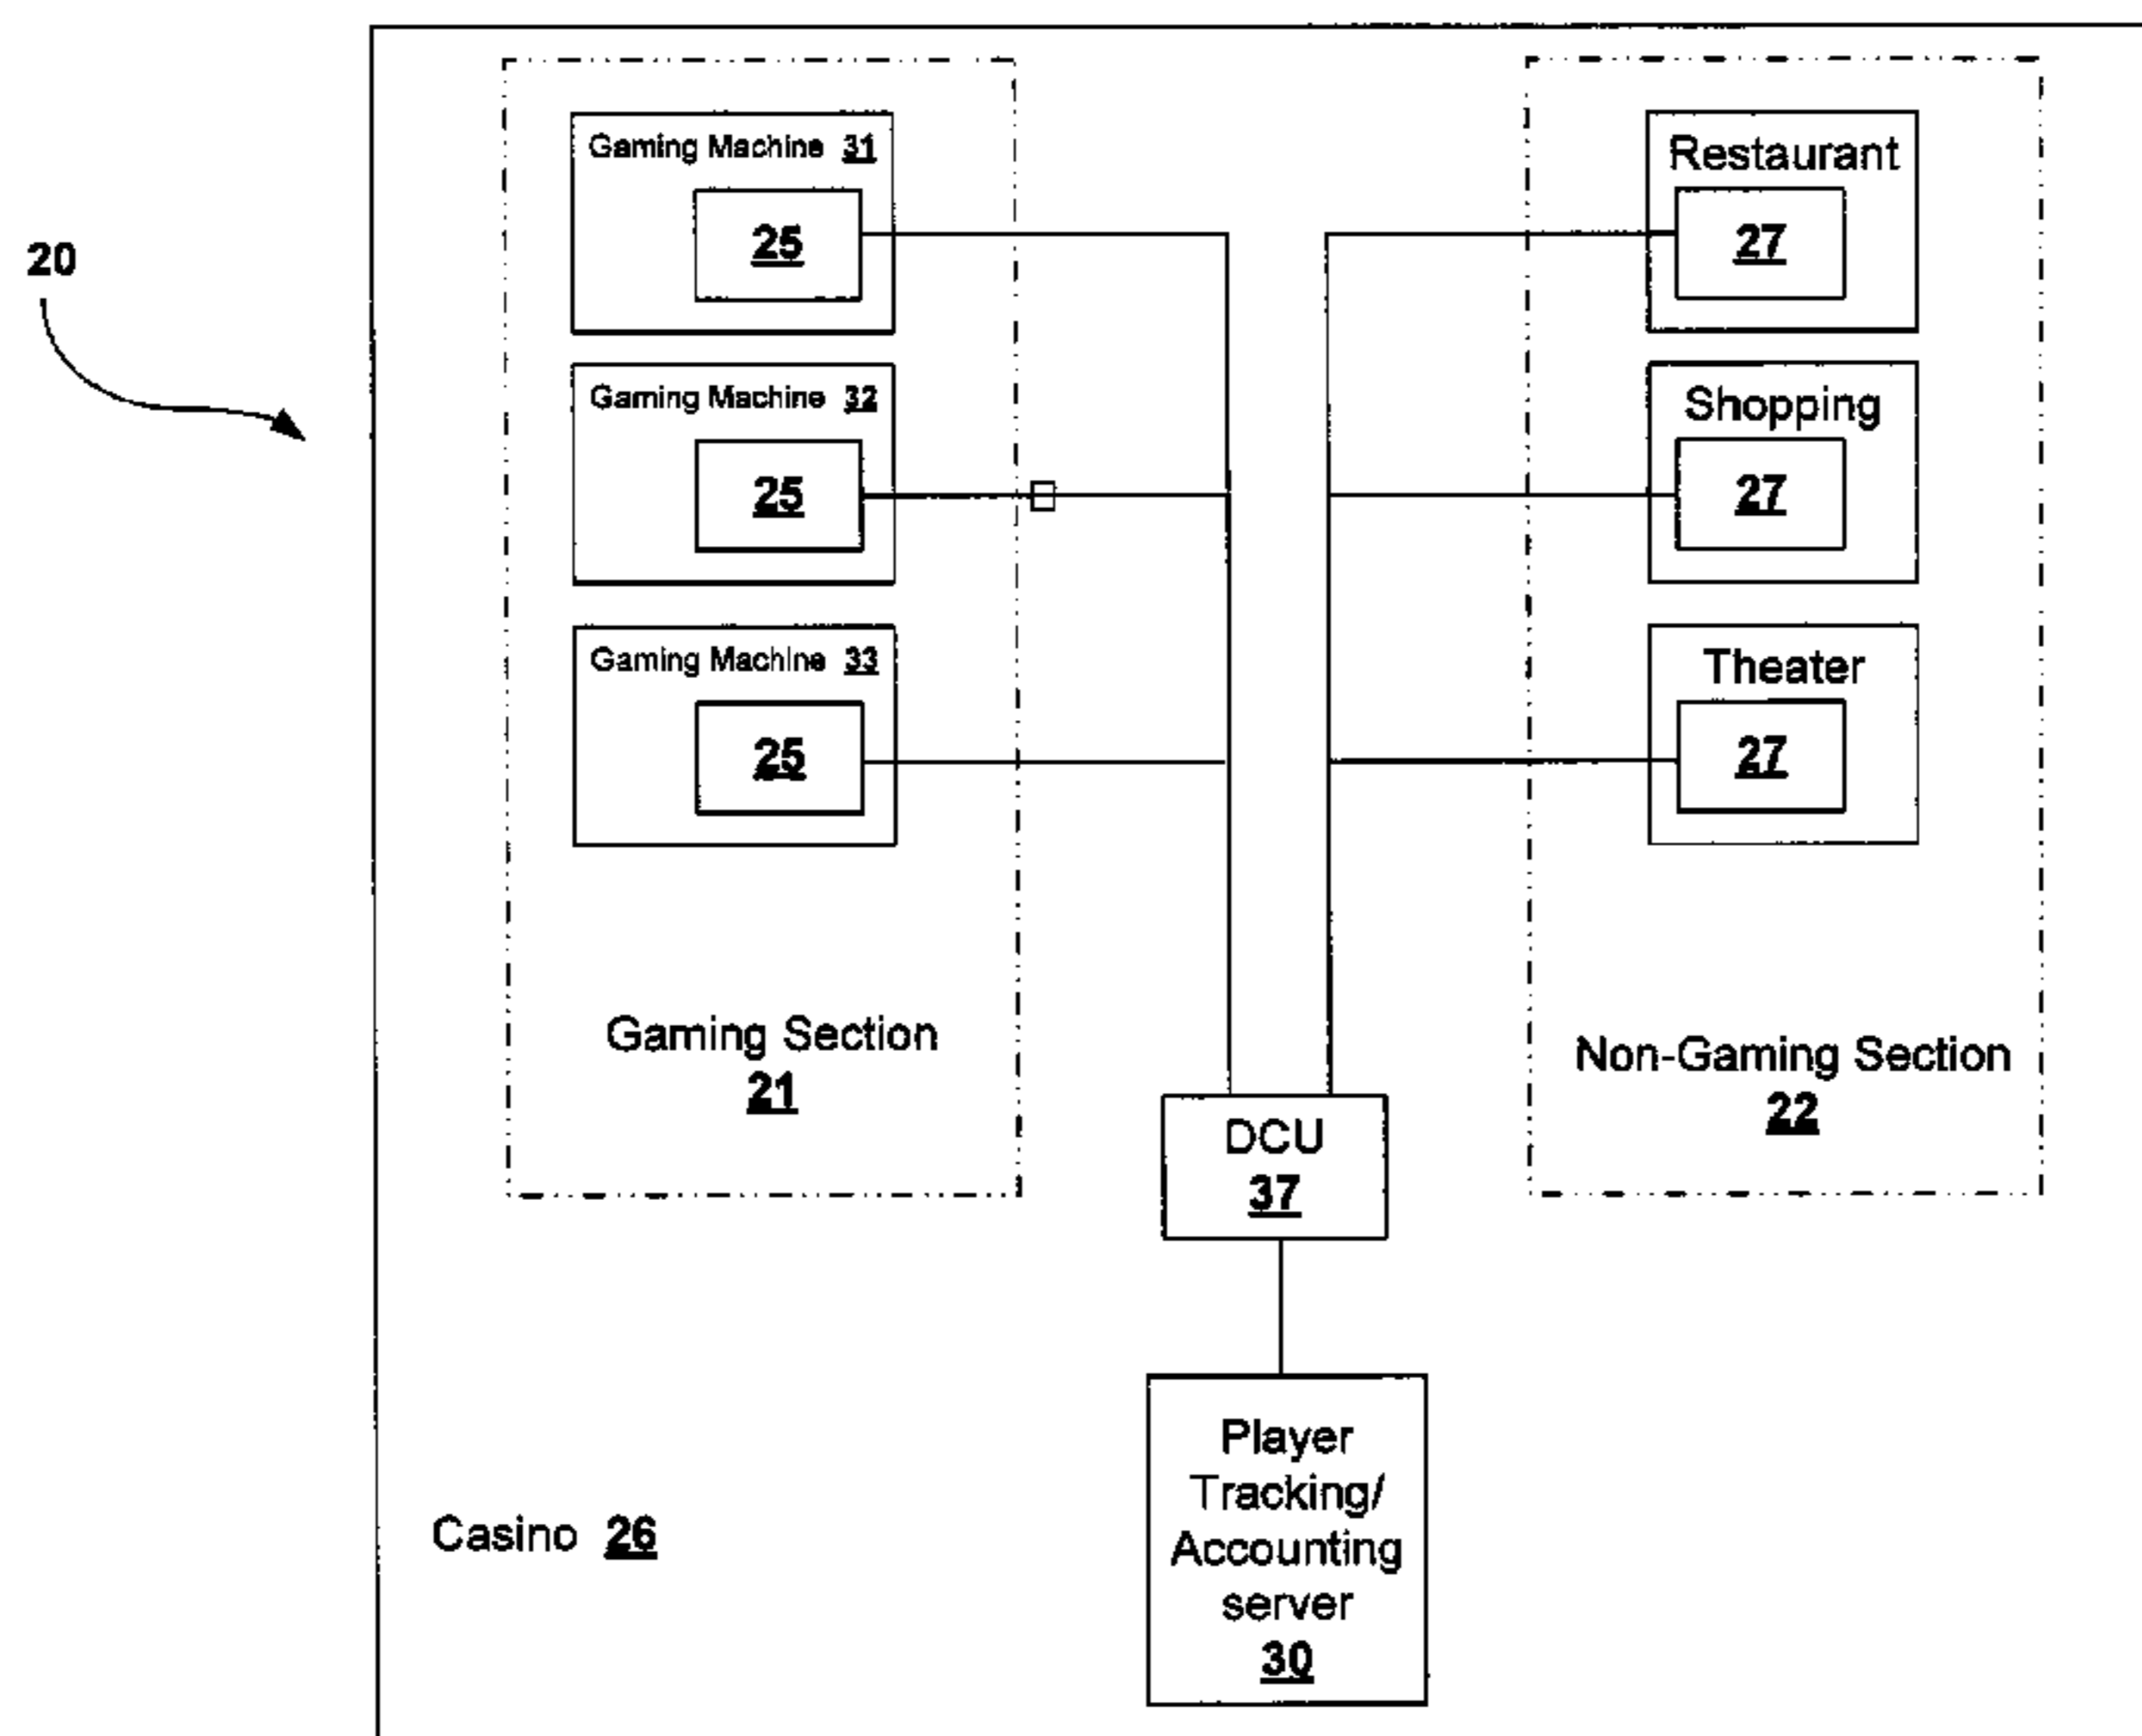 20
Gaming Machine 31
25
Gaming Machine 32
25
Gaming Machine 33
25
Gaming Section
21
Restaurant
27
Shopping
27
Theater
27
Non-Gaming Section
22
DCU
37
Player
Tracking/
Accounting
server
30
Casino 26